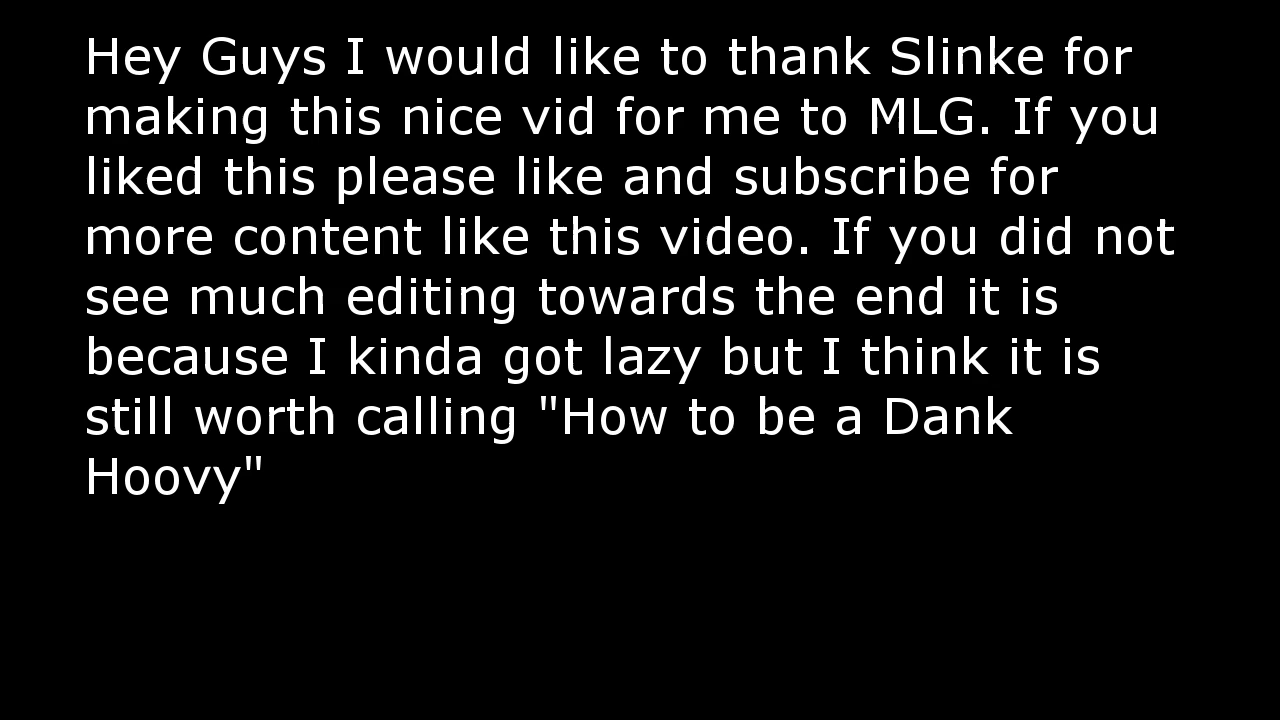 Hey Guys I would like to thank Slinke for
making this nice vid for me to MLG. If you
liked this please like and subscribe for
more content like this video. If you did not
see much editing towards the end it is
because I kinda got lazy but I think it is
still worth calling "How to be a Dank
Hoovy"